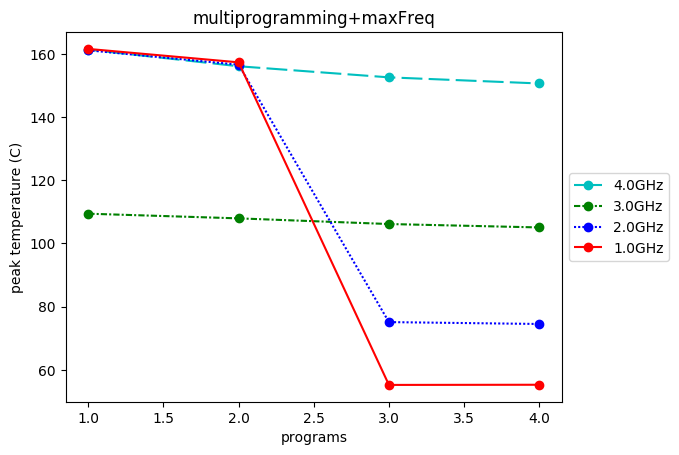 multiprogramming+maxFreq
peak temperature (C)
160
140
120
100
80
60
1.0
1.5
2.0
2.5
3.0
3.5
4.0
programs
4.0GHz
3.0GHz
2.0GHz
1.0GHz